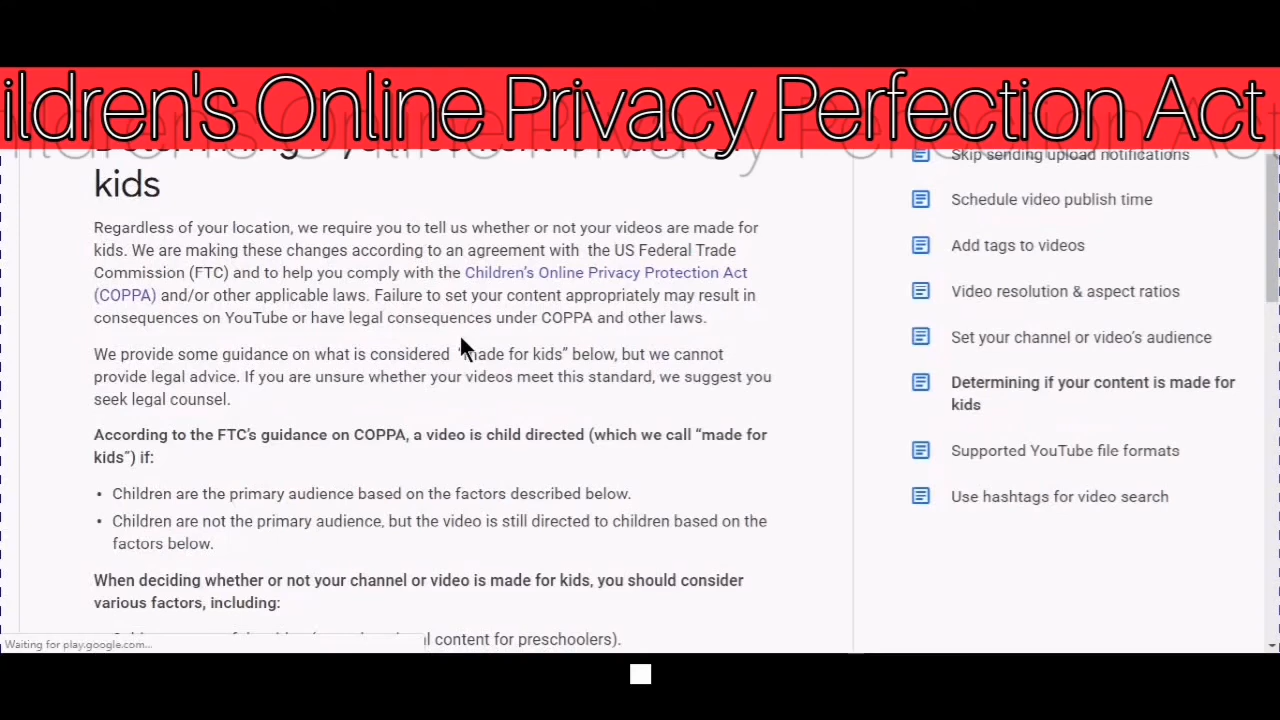 ildren's Online Privacy Perfection Act
kids
Regardless of your location, we require you to tell us whether or not your videos are made for
kids. We are making these changes according to an agreement with the US Federal Trade
Commission (FTC) and to help you comply with the Children's Online Privacy Protection Act
(COPPA) and/or other applicable laws. Failure to set your content appropriately may result in
consequences on YouTube or have legal consequences under COPPA and other laws.
We provide some guidance on what is considered "made for kids" below, but we cannot
provide legal advice. If you are unsure whether your videos meet this standard, we suggest you
seek legal counsel.
According to the FTC's guidance on COPPA, a video is child directed (which we call "made for
kids") if:
• Children are the primary audience based on the factors described below.
• Children are not the primary audience, but the video is still directed to children based on the
factors below.
When deciding whether or not your channel or video is made for kids, you should consider
various factors, including:
content for preschoolers).
Waiting for play.google.com...
Skip sending upload notifications
Schedule video publish time
Add tags to videos
Video resolution & aspect ratios
Set your channel or video's audience
Determining if your content is made for
kids
Supported YouTube file formats
Use hashtags for video search